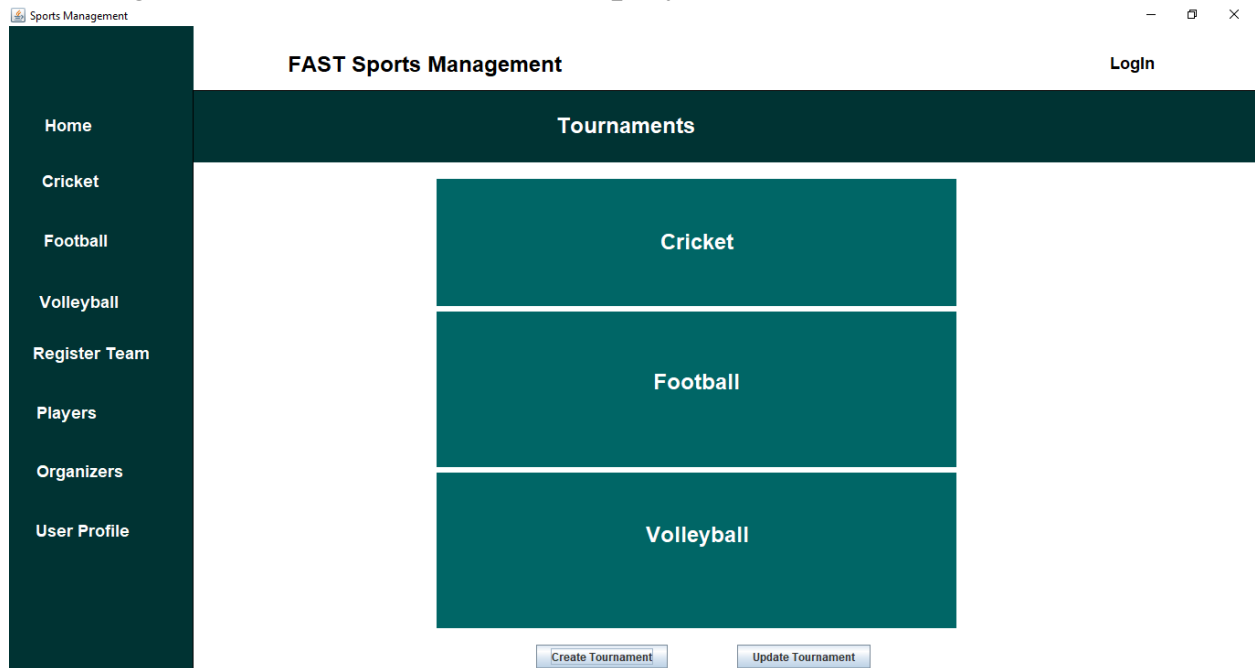 Sports Management
FAST Sports Management
LogIn
Home
Tournaments
Cricket
Football
Volleyball
Register Team
Players
Organizers
User Profile
Cricket
Football
Volleyball
Create Tournament
Update Tournament